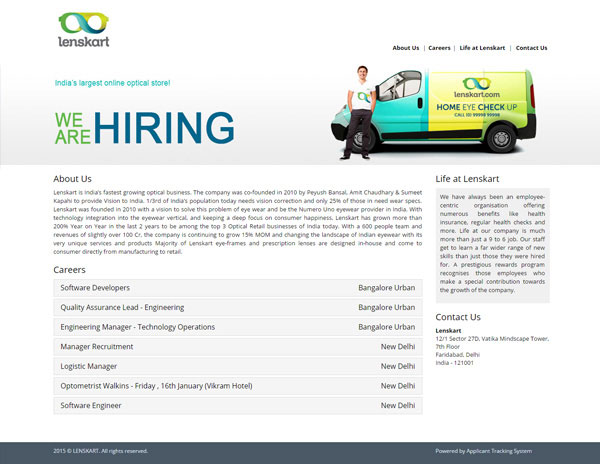 lenskart
About Us | Careers | Life at Lenskart | Contact Us
India's largest online optical store!
WE ARE HIRING
lenskart.com
HOME EYE CHECK UP
CALL (0) 99998 99998
About Us
Lenskart is India's fastest growing optical business. The company was co-founded in 2010 by Peyush Bansal, Amit Chaudhary & Sumeet
Kapahi to provide Vision to India. 1/3rd of India's population today needs vision correction and only 25% of those in need wear specs.
Lenskart was founded in 2010 with a vision to solve this problem of eye wear and be the Numero Uno eyewear provider in India. With
technology integration into the eyewear vertical, and keeping a deep focus on consumer happiness, Lenskart has grown more than
200% Year on Year in the last 2 years to be among the top 3 Optical Retail businesses of India today. With a 600 people team and
revenues of slightly over 100 Cr, the company is continuing to grow 15% MOM and changing the landscape of indian eyewear with its
very unique services and products Majority of Lenskart eye-frames and prescription lenses are designed in-house and come to
consumer directly from manufacturing to retail.
Careers
Software Developers Bangalore Urban
Quality Assurance Lead - Engineering Bangalore Urban
Engineering Manager - Technology Operations Bangalore Urban
Manager Recruitment New Delhi
Logistic Manager New Delhi
Optometrist Walkins - Friday , 16th January (Vikram Hotel) New Delhi
Software Engineer New Delhi
Life at Lenskart
We have always been an employee-
centric organisation offering
numerous benefits like health
insurance, regular health checks and
more. Life at our company is much
more than just a 9 to 6 job. Our staff
get to learn a far wider range of new
skills than just those they were hired
for. A prestigious rewards program
recognises those employees who
make a special contribution towards
the growth of the company.
Contact Us
Lenskart
12/1 Sector 27D, Vatika Mindscape Tower,
7th Floor
Faridabad, Delhi
India - 121001
2015 © LENSKART. All rights reserved.
Powered by Applicant Tracking System